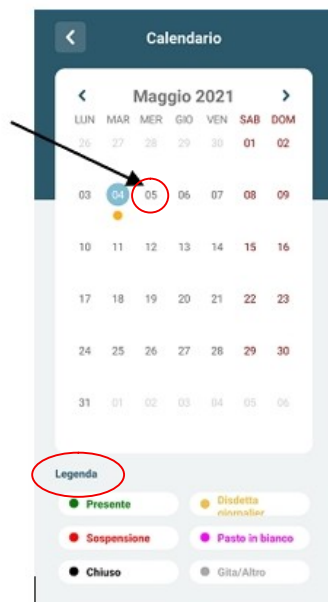 Calendario
Maggio 2021
LUN MAR MER GIO VEN SAB DOM
26 27 28 29 30 01 02
03 04 05 06 07 08 09
10 11 12 13 14 15 16
17 18 19 20 21 22 23
24 25 26 27 28 29 30
31 01 02 03 04 05 06
Legenda
Presente Disdetta
giornalier
Sospensione Pasto in bianco
Chiuso Gita/Altro